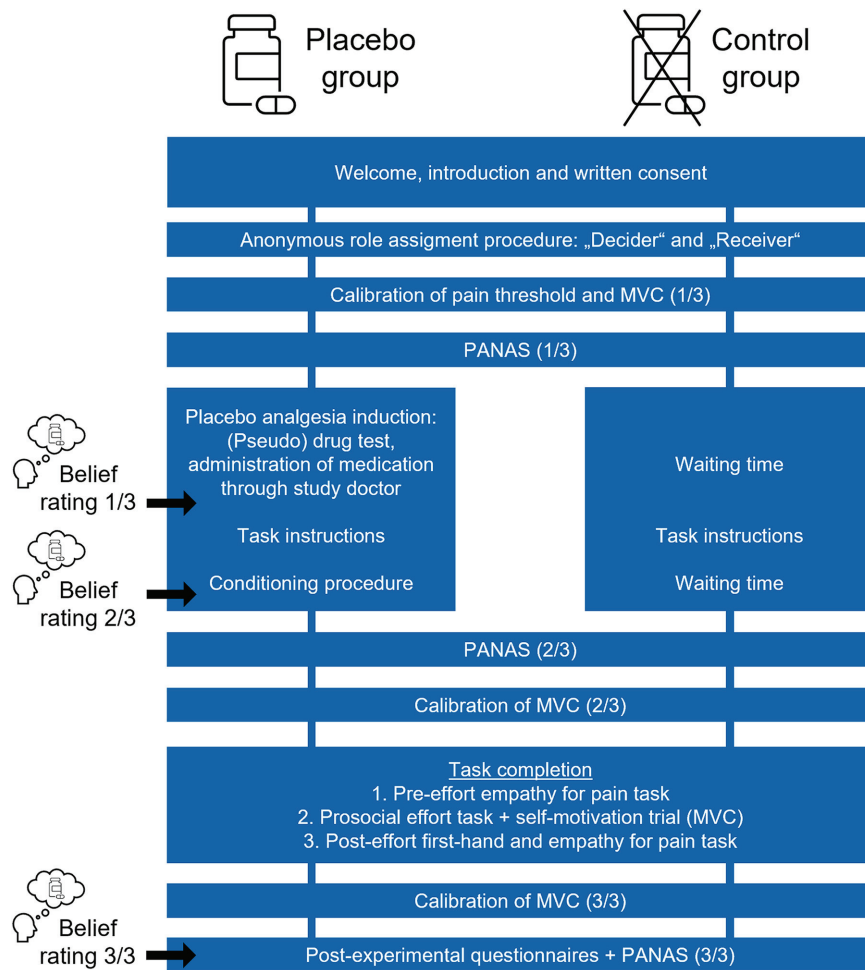 Placebo
group
Control
group
Welcome, introduction and written consent
Anonymous role assigment procedure: „Decider“ and „Receiver“
Calibration of pain threshold and MVC (1/3)
PANAS (1/3)
Placebo analgesia induction:
(Pseudo) drug test,
administration of medication
through study doctor
Waiting time
Belief
rating 1/3
Task instructions
Task instructions
Conditioning procedure
Waiting time
Belief
rating 2/3
PANAS (2/3)
Calibration of MVC (2/3)
Task completion
1. Pre-effort empathy for pain task
2. Prosocial effort task + self-motivation trial (MVC)
3. Post-effort first-hand and empathy for pain task
Calibration of MVC (3/3)
Belief
rating 3/3
Post-experimental questionnaires + PANAS (3/3)